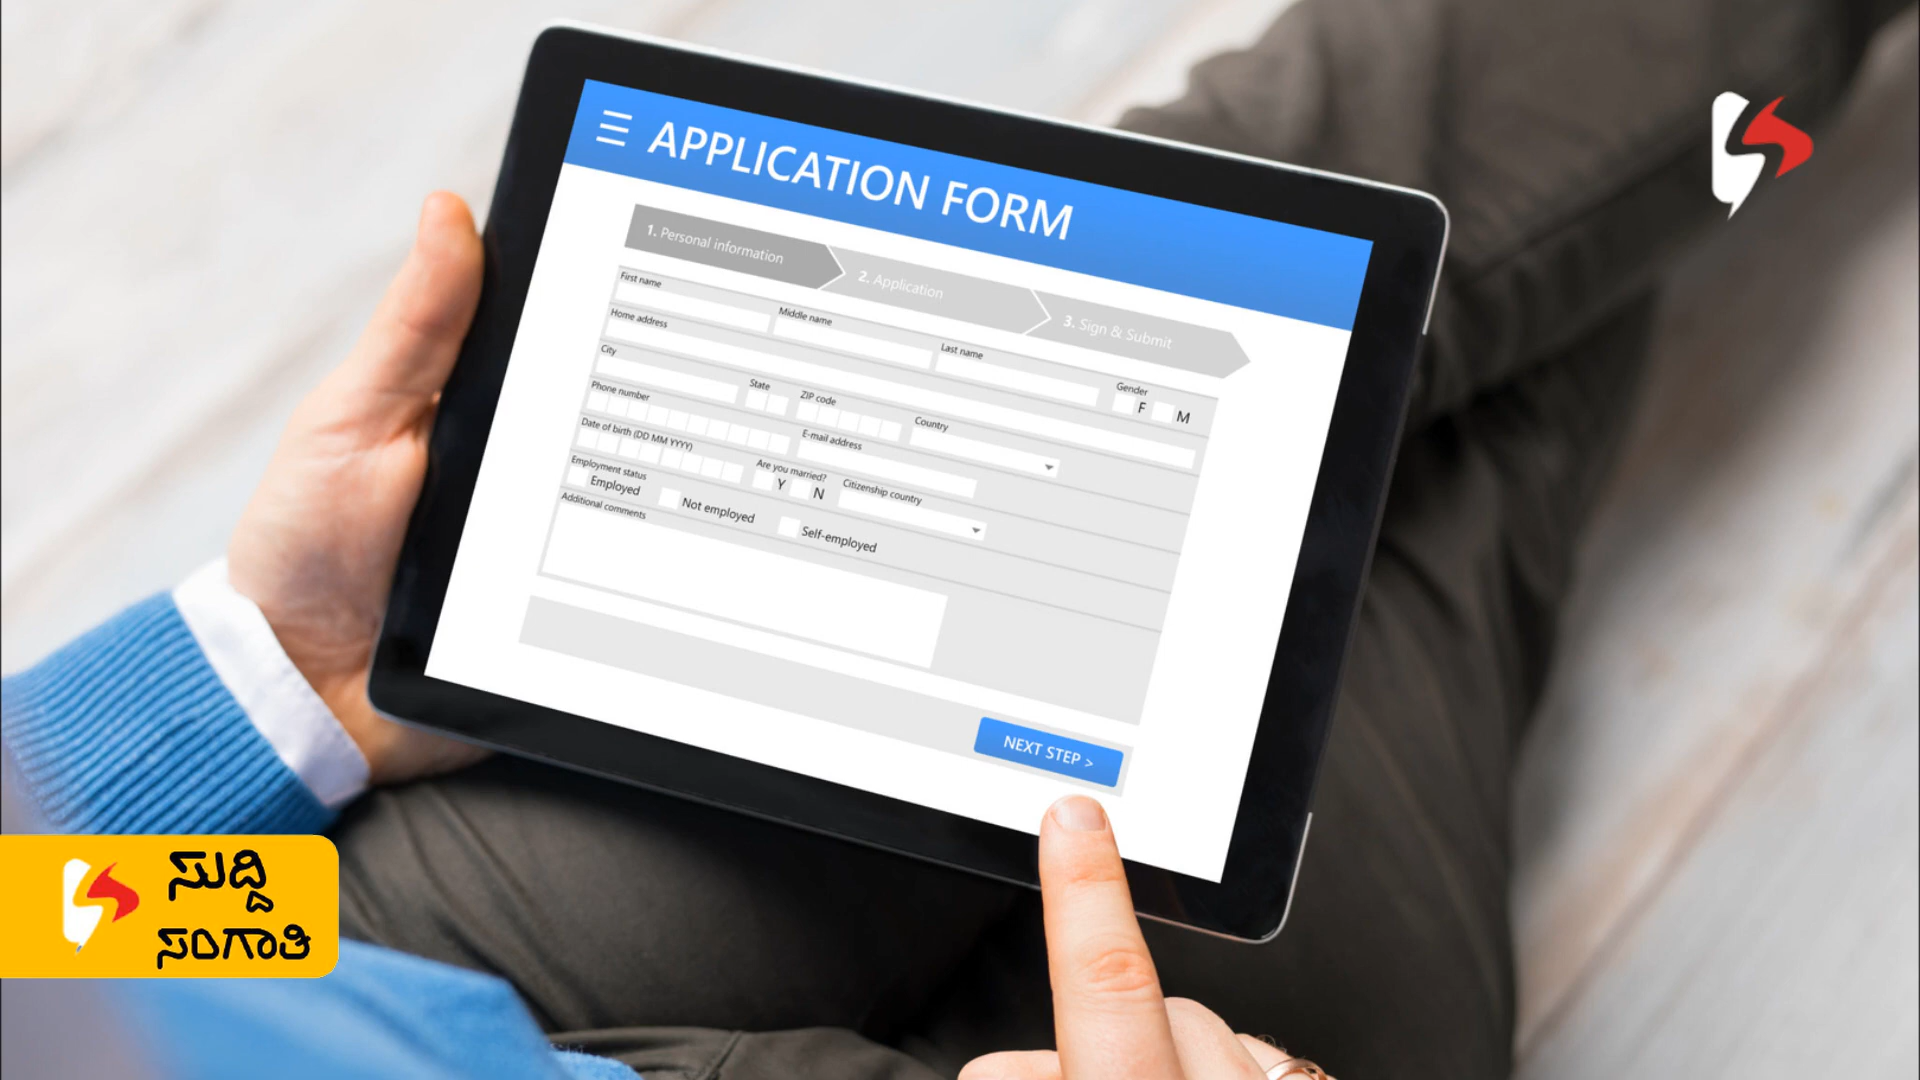 APPLICATION FORM
1. Personal information
2. Application
3. Sign & Submit
First name
Middle name
Last name
Gender
F
M
Home address
City
State
ZIP code
Country
Phone number
E-mail address
Date of birth (DD MM YYYY)
Are you married?
Y
N
Citizenship country
Employment status
Employed
Not employed
Self-employed
Additional comments
NEXT STEP >
ಸುದ್ದಿ
ಸಂಗಾತಿ